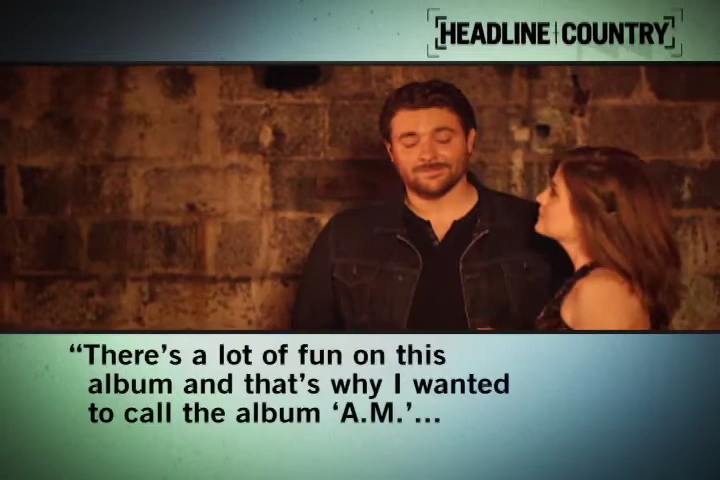 HEADLINE COUNTRY
“There’s a lot of fun on this
album and that’s why I wanted
to call the album ‘A.M.’...